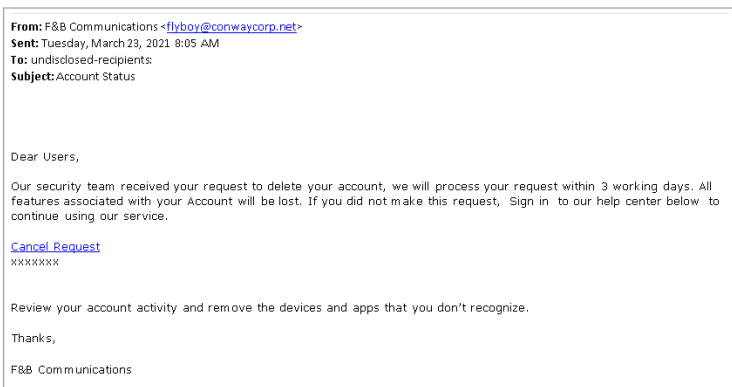 From: F&B Communications <flyboy@conwaycorp.net>
Sent: Tuesday, March 23, 2021 8:05 AM
To: undisclosed-recipients:
Subject: Account Status
Dear Users,
Our security team received your request to delete your account, we will process your request within 3 working days. All
features associated with your Account will be lost. If you did not make this request, Sign in to our help center below to
continue using our service.
Cancel Request
xxxxxxx
Review your account activity and remove the devices and apps that you don't recognize.
Thanks,
F&B Communications